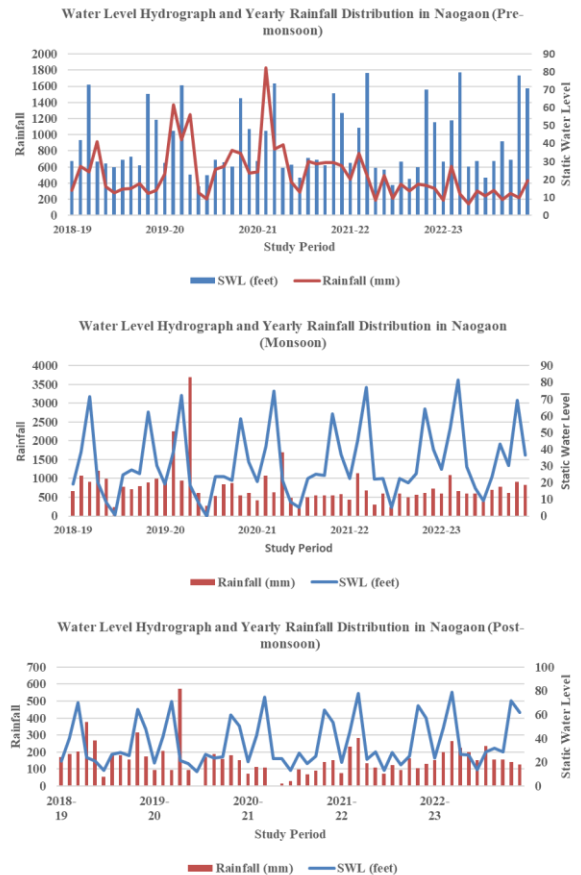 Water Level Hydrograph and Yearly Rainfall Distribution in Naogaon (Pre-
monsoon)
2000 90
1800 80
1600 70
1400 60
1200 50
1000 40
800 30
600 20
400 10
200 0
0
Rainfall
Static Water Level
2018-19 2019-20 2020-21 2021-22 2022-23
Study Period
SWL (feet) Rainfall (mm)
Water Level Hydrograph and Yearly Rainfall Distribution in Naogaon
(Monsoon)
4000 90
3500 80
3000 70
2500 60
2000 50
1500 40
1000 30
500 20
0 10
0
Rainfall
Static Water Level
2018-19 2019-20 2020-21 2021-22 2022-23
Study Period
Rainfall (mm) SWL (feet)
Water Level Hydrograph and Yearly Rainfall Distribution in Naogaon (Post-
monsoon)
700 100
600 80
500 60
400 40
300 20
200 0
100
0
Rainfall
Static Water Level
2018- 2019- 2020- 2021- 2022-
19 20 21 22 23
Study Period
Rainfall (mm) SWL (feet)